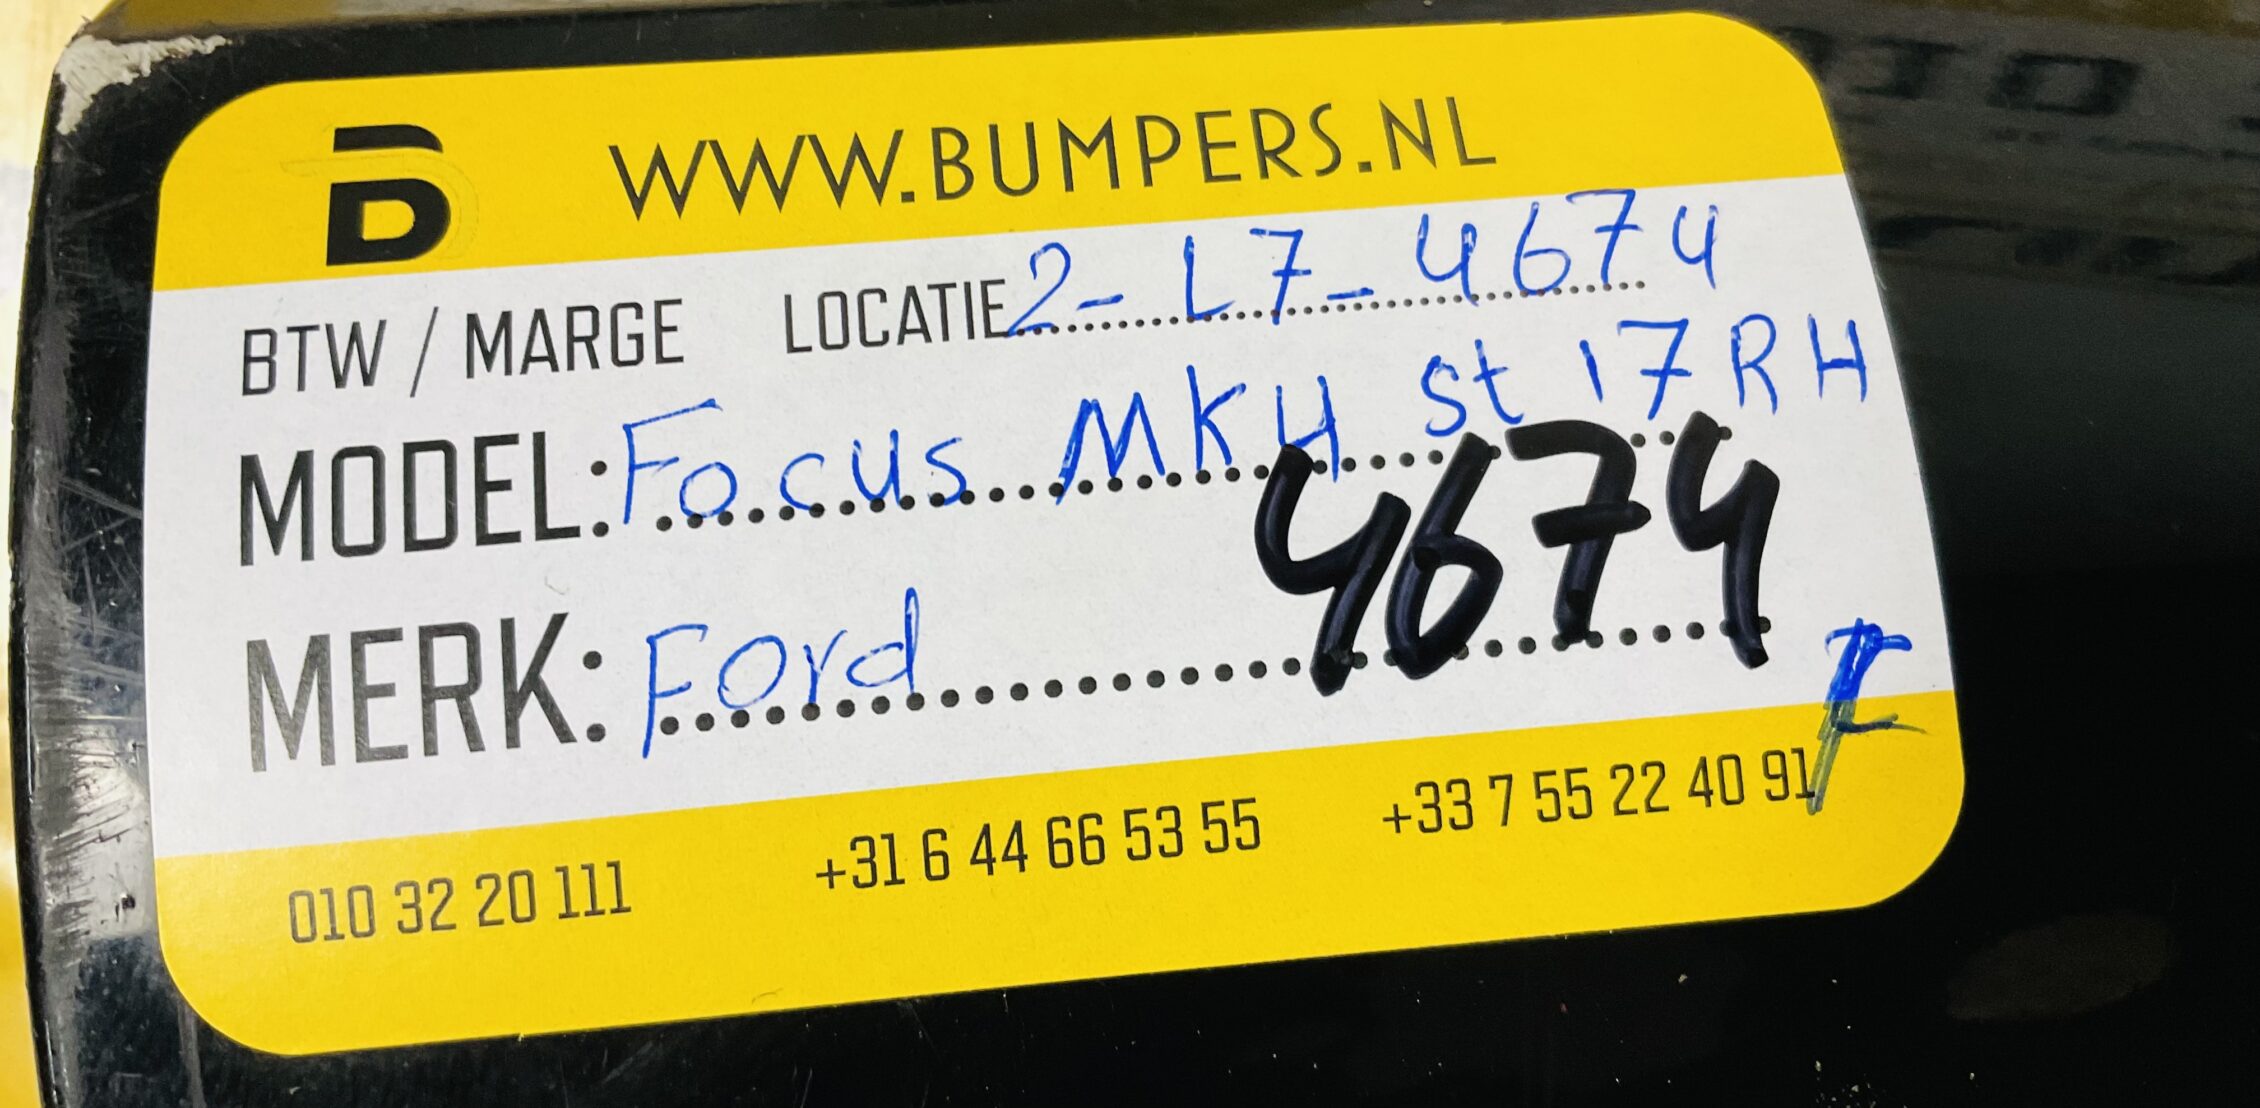 B WWW.BUMPERS.NL
BTW / MARGE LOCATIE 2-L7-4674
MODEL: Focus MK4 st 17 RH
4674
MERK: Ford
010 32 20 111 +31 6 44 66 53 55 +33 7 55 22 40 91